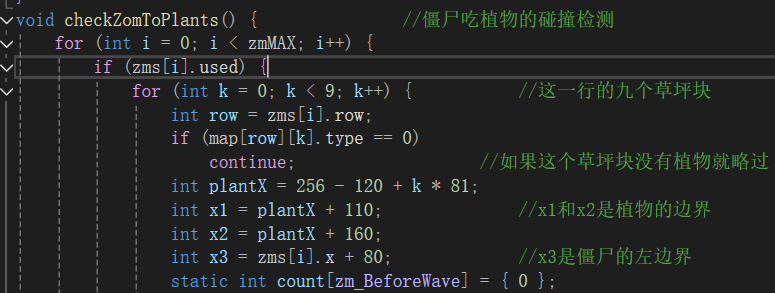 void checkZomToPlants() { //僵尸吃植物的碰撞检测
for (int i = 0; i < zmMAX; i++) {
if (zms[i].used) {
for (int k = 0; k < 9; k++) { //这一行的九个草坪块
int row = zms[i].row;
if (map[row][k].type == 0)
continue; //如果这个草坪块没有植物就略过
int plantX = 256 - 120 + k * 81;
int x1 = plantX + 110; //x1和x2是植物的边界
int x2 = plantX + 160;
int x3 = zms[i].x + 80; //x3是僵尸的左边界
static int count[zm_BeforeWave] = { 0 };